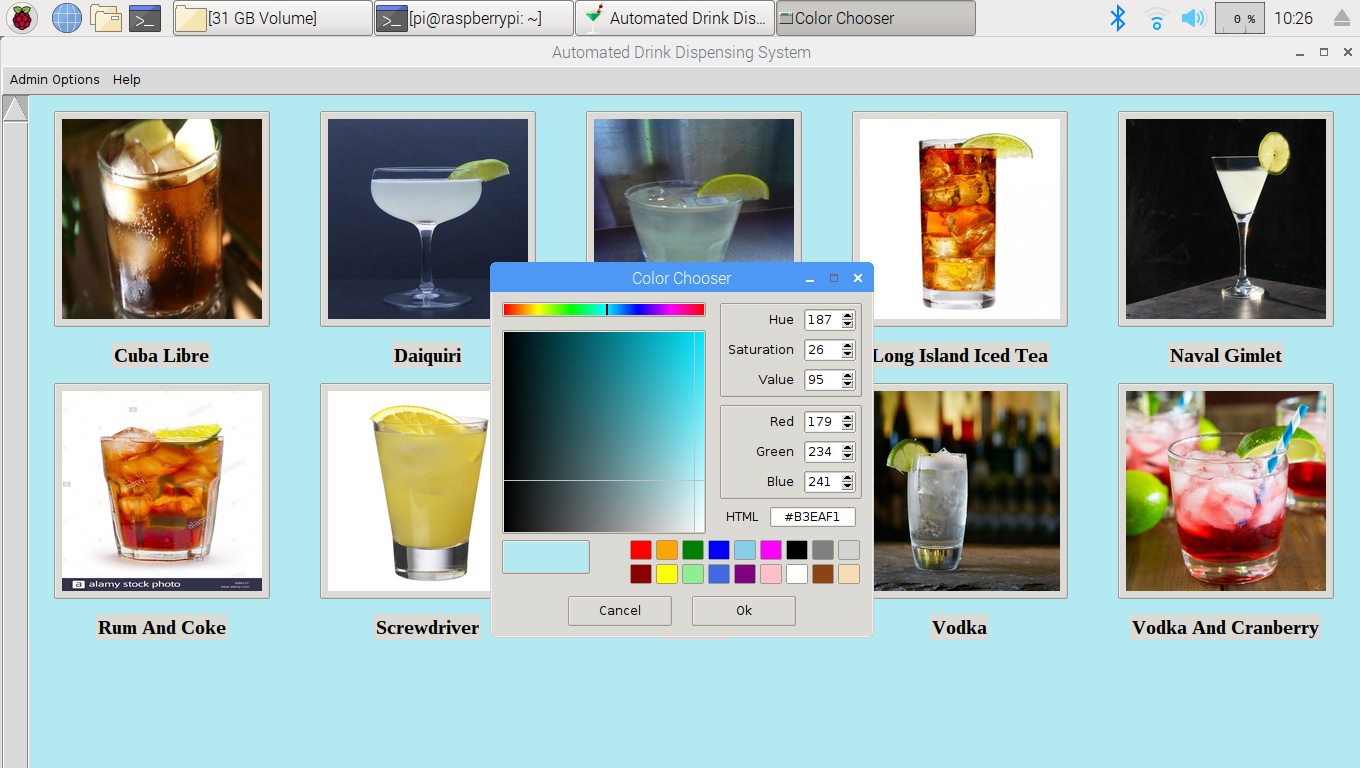 [31 GB Volume]
[pi@raspberrypi: ~]
Automated Drink Dis...
Color Chooser
0 %
10:26
Automated Drink Dispensing System
Admin Options Help
Cuba Libre
Daiquiri
Long Island Iced Tea
Naval Gimlet
Color Chooser
Hue 187
Saturation 26
Value 95
Red 179
Green 234
Blue 241
HTML #B3EAF1
Cancel
Ok
alamy
alamy
a alamy stock photo
Rum And Coke
Screwdriver
Vodka
Vodka And Cranberry